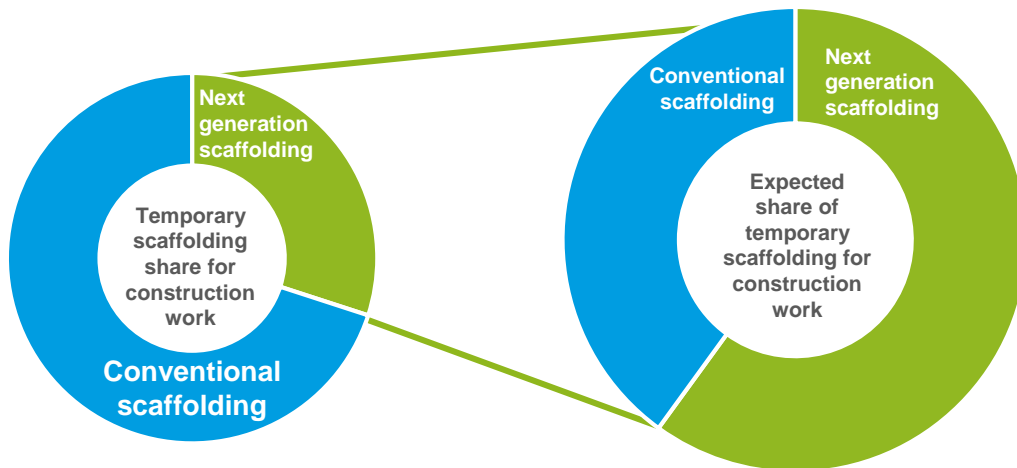 Next
generation
scaffolding
Temporary
scaffolding
share for
construction
work
Conventional
scaffolding
Conventional
scaffolding
Next
generation
scaffolding
Expected
share of
temporary
scaffolding for
construction
work